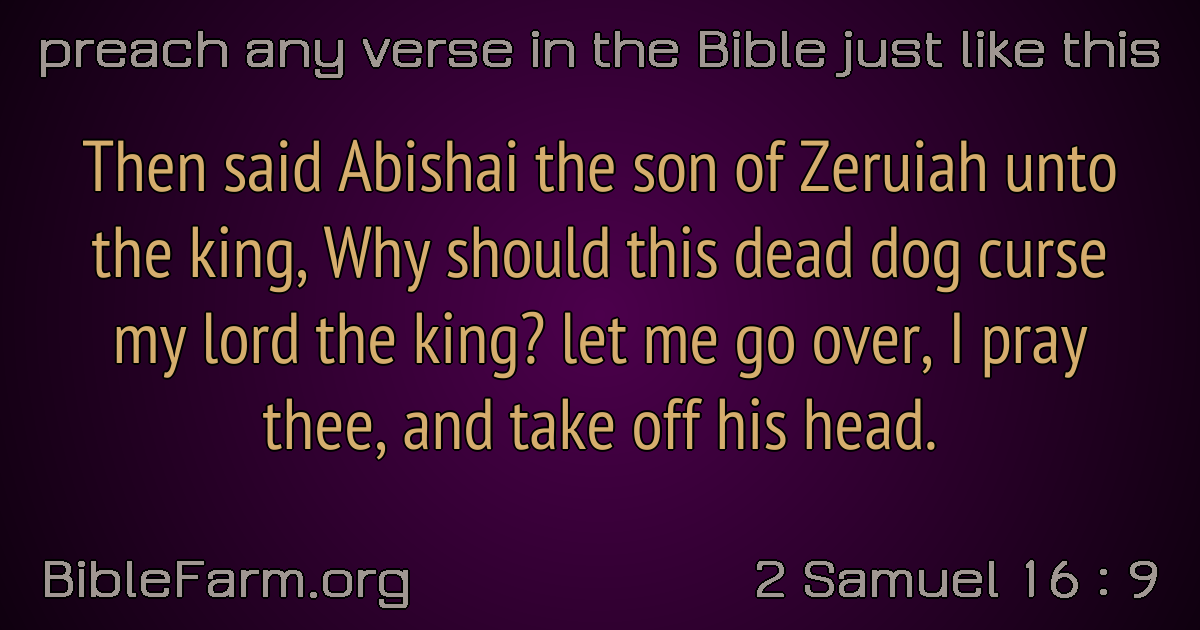 preach any verse in the Bible just like this
Then said Abishai the son of Zeruiah unto
the king, Why should this dead dog curse
my lord the king? let me go over, I pray
thee, and take off his head.
BibleFarm.org
2 Samuel 16 : 9